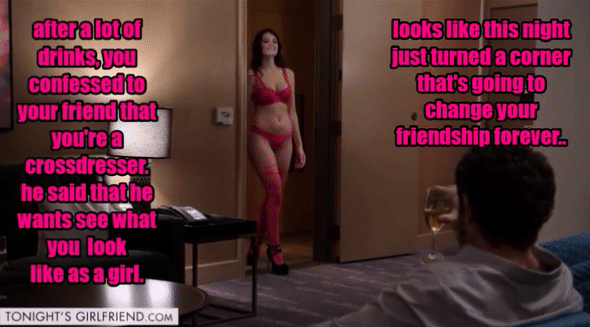 after a lot of
drinks, you
confessed to
your friend that
you're a
crossdresser.
he said that he
wants see what
you look
like as a girl.
looks like this night
just turned a corner
that's going to
change your
friendship forever..
TONIGHT'S GIRLFRIEND.COM